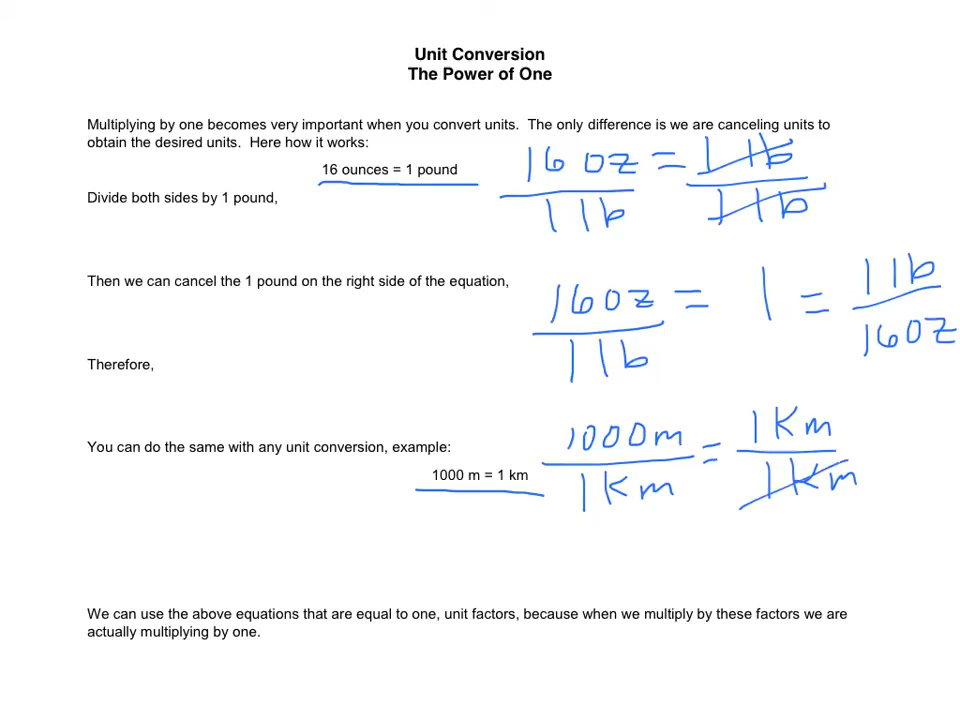 Unit Conversion
The Power of One
Multiplying by one becomes very important when you convert units. The only difference is we are canceling units to
obtain the desired units. Here how it works:
16 ounces = 1 pound
16 oz / 1 lb = 1 lb / 1 lb
Divide both sides by 1 pound,
Then we can cancel the 1 pound on the right side of the equation,
16 oz / 1 lb = 1 = 1 lb / 16 oz
Therefore,
You can do the same with any unit conversion, example:
1000 m = 1 km
1000 m / 1 Km = 1 Km / 1 Km
We can use the above equations that are equal to one, unit factors, because when we multiply by these factors we are
actually multiplying by one.